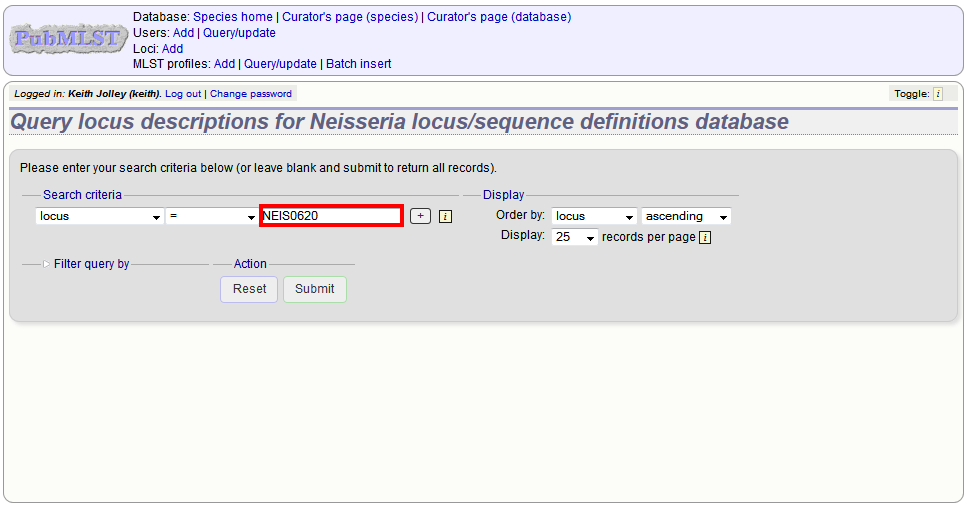 PubMLST
Database: Species home | Curator's page (species) | Curator's page (database)
Users: Add | Query/update
Loci: Add
MLST profiles: Add | Query/update | Batch insert
Logged in: Keith Jolley (keith). Log out | Change password
Toggle: i
Query locus descriptions for Neisseria locus/sequence definitions database
Please enter your search criteria below (or leave blank and submit to return all records).
Search criteria
locus = NEIS0620 + i
Display
Order by: locus ascending
Display: 25 records per page i
Filter query by
Action
Reset Submit